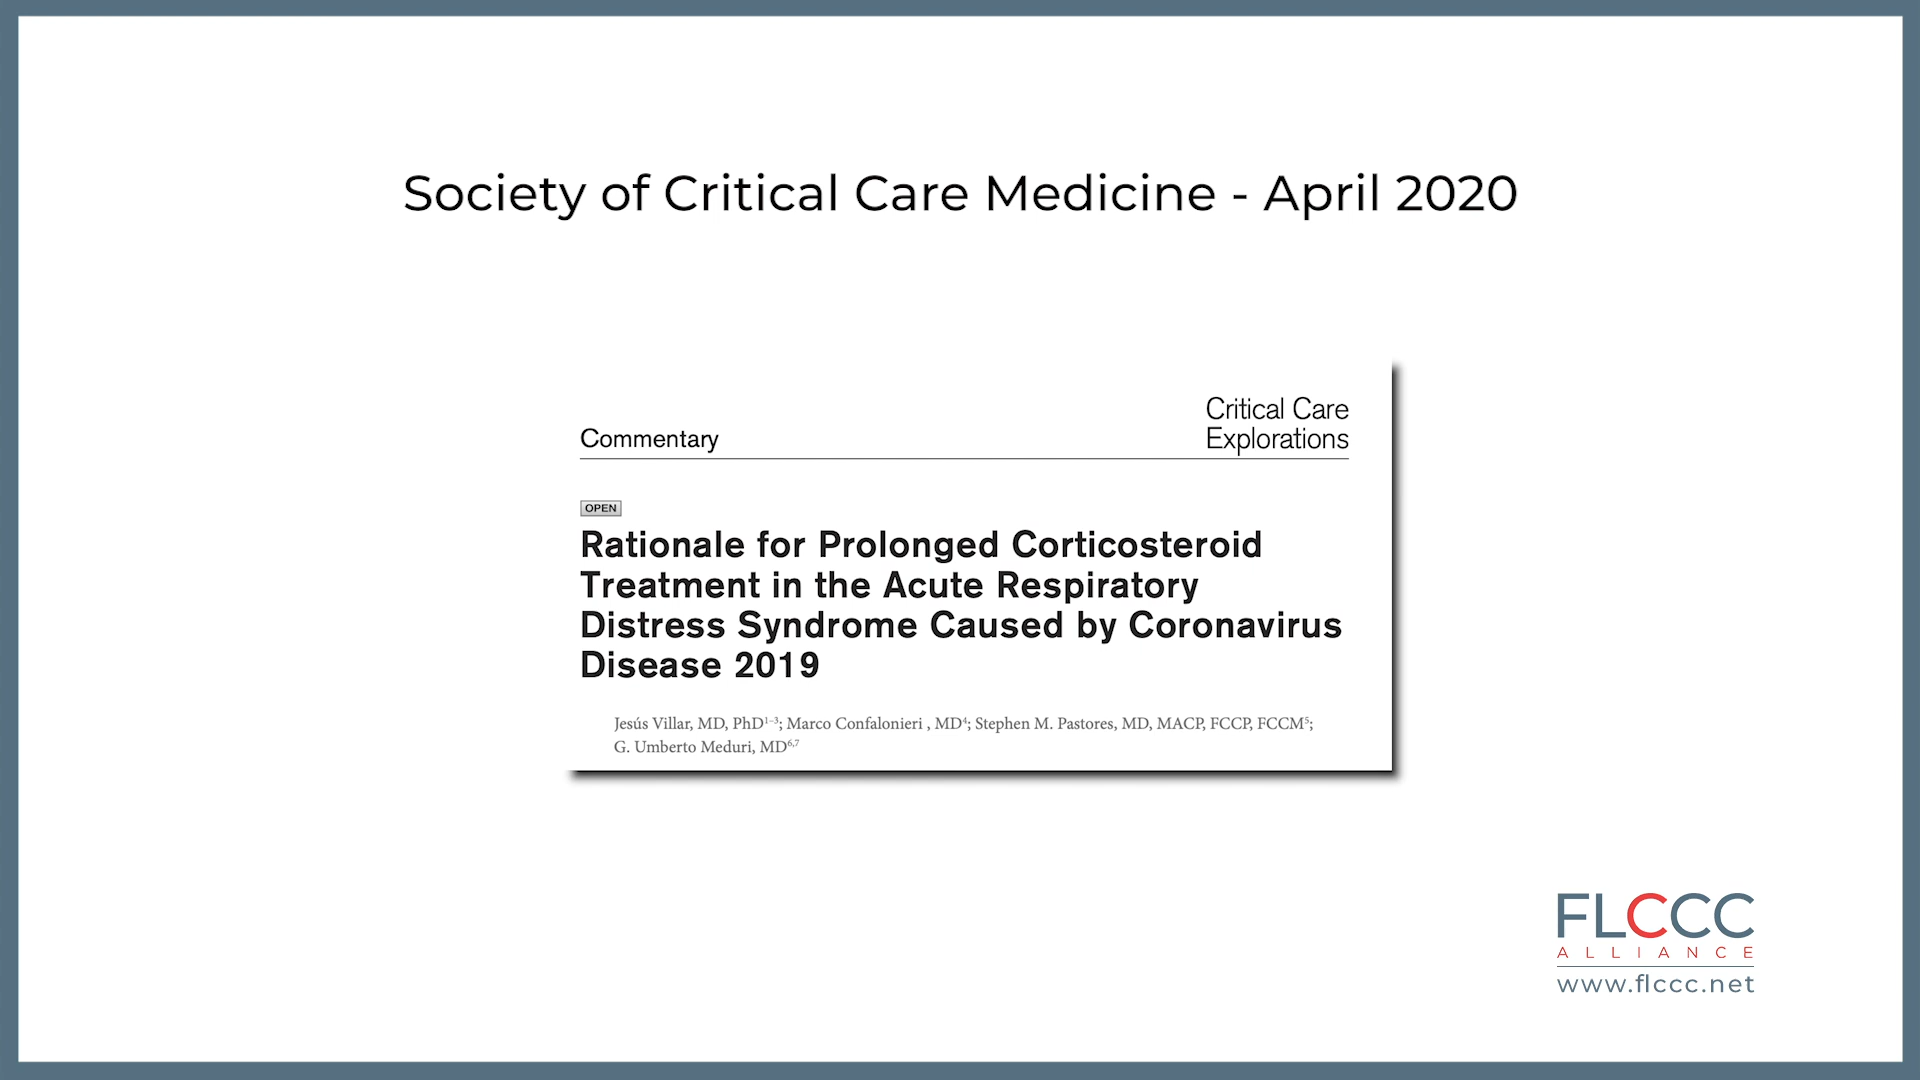 Society of Critical Care Medicine - April 2020
Commentary
Critical Care
Explorations
OPEN
Rationale for Prolonged Corticosteroid
Treatment in the Acute Respiratory
Distress Syndrome Caused by Coronavirus
Disease 2019
Jesús Villar, MD, PhD¹⁻³; Marco Confalonieri , MD⁴; Stephen M. Pastores, MD, MACP, FCCP, FCCM⁵;
G. Umberto Meduri, MD⁶,⁷
FLCCC
ALLIANCE
www.flccc.net